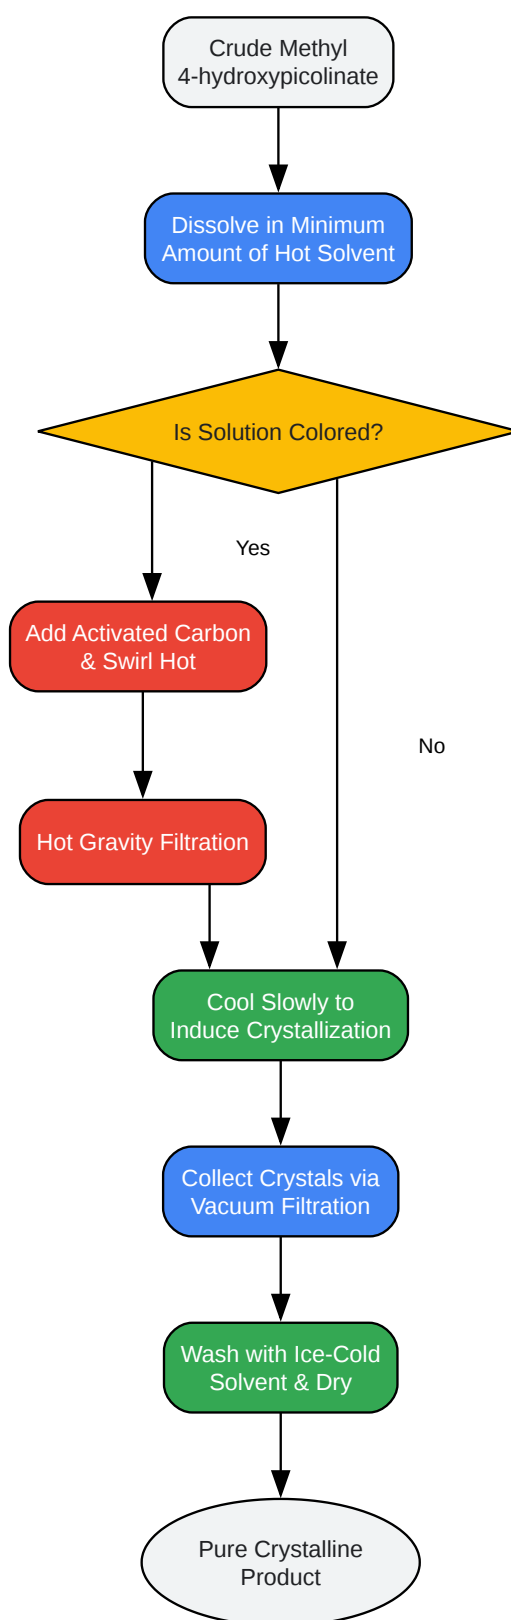 Crude Methyl
4-hydroxypicolinate
Dissolve in Minimum
Amount of Hot Solvent
Is Solution Colored?
Yes
Add Activated Carbon
& Swirl Hot
No
Hot Gravity Filtration
Cool Slowly to
Induce Crystallization
Collect Crystals via
Vacuum Filtration
Wash with Ice-Cold
Solvent & Dry
Pure Crystalline
Product